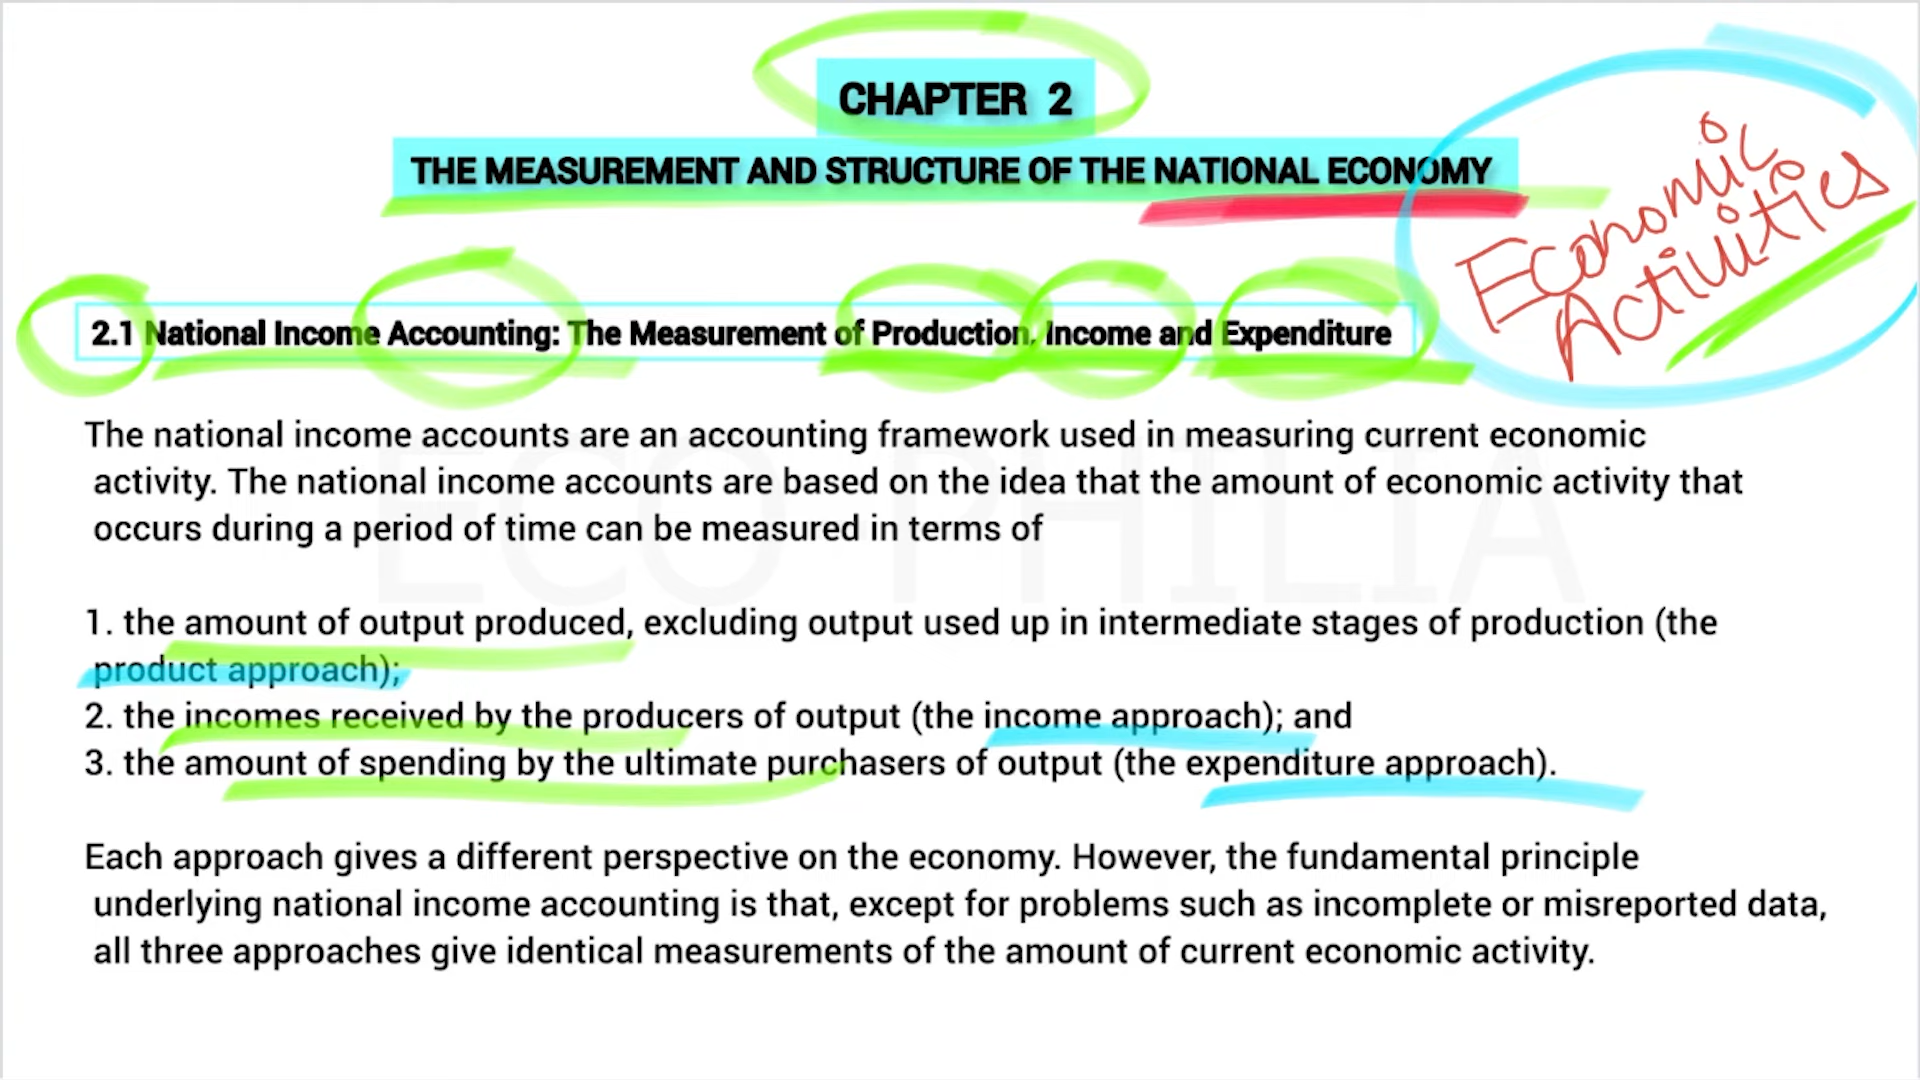 CHAPTER 2
THE MEASUREMENT AND STRUCTURE OF THE NATIONAL ECONOMY
Economic
Activities
2.1 National Income Accounting: The Measurement of Production, Income and Expenditure
The national income accounts are an accounting framework used in measuring current economic
activity. The national income accounts are based on the idea that the amount of economic activity that
occurs during a period of time can be measured in terms of
ECO PHILIA
1. the amount of output produced, excluding output used up in intermediate stages of production (the
product approach);
2. the incomes received by the producers of output (the income approach); and
3. the amount of spending by the ultimate purchasers of output (the expenditure approach).
Each approach gives a different perspective on the economy. However, the fundamental principle
underlying national income accounting is that, except for problems such as incomplete or misreported data,
all three approaches give identical measurements of the amount of current economic activity.